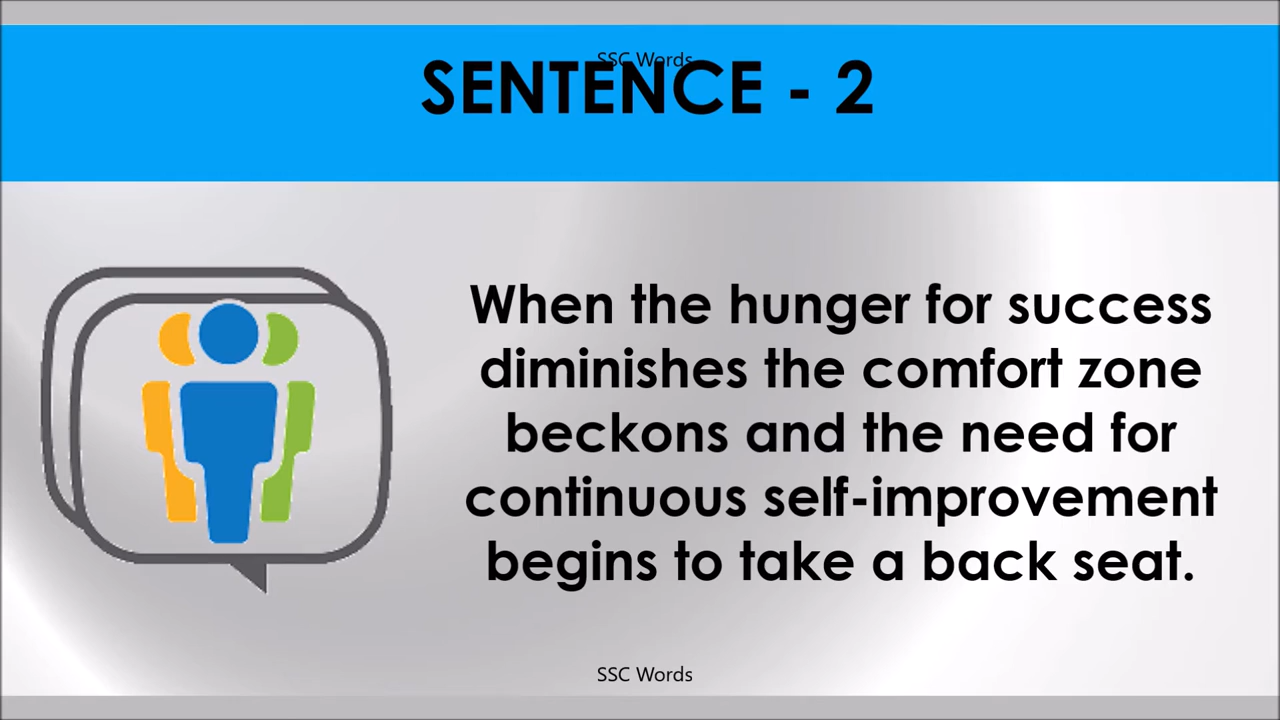 SSC Words
SENTENCE - 2
When the hunger for success
diminishes the comfort zone
beckons and the need for
continuous self-improvement
begins to take a back seat.
SSC Words